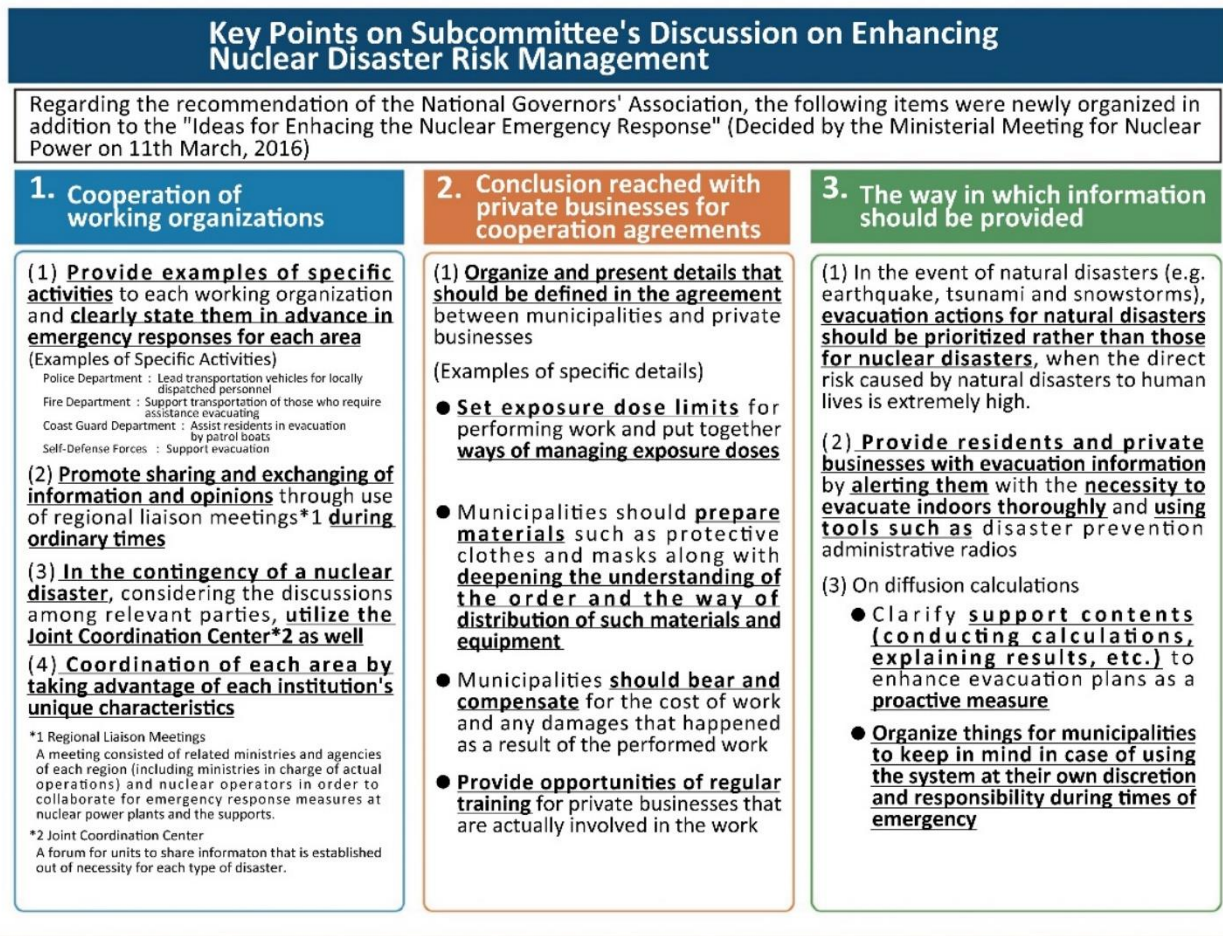 Key Points on Subcommittee's Discussion on Enhancing
Nuclear Disaster Risk Management
Regarding the recommendation of the National Governors' Association, the following items were newly organized in
addition to the "Ideas for Enhacing the Nuclear Emergency Response" (Decided by the Ministerial Meeting for Nuclear
Power on 11th March, 2016)
1. Cooperation of
working organizations
(1) Provide examples of specific
activities to each working organization
and clearly state them in advance in
emergency responses for each area
(Examples of Specific Activities)
Police Department : Lead transportation vehicles for locally
dispatched personnel
Fire Department : Support transportation of those who require
assistance evacuating
Coast Guard Department : Assist residents in evacuation
by patrol boats
Self-Defense Forces : Support evacuation
(2) Promote sharing and exchanging of
information and opinions through use
of regional liaison meetings*1 during
ordinary times
(3) In the contingency of a nuclear
disaster, considering the discussions
among relevant parties, utilize the
Joint Coordination Center*2 as well
(4) Coordination of each area by
taking advantage of each institution's
unique characteristics
*1 Regional Liaison Meetings
A meeting consisted of related ministries and agencies
of each region (including ministries in charge of actual
operations) and nuclear operators in order to
collaborate for emergency response measures at
nuclear power plants and the supports.
*2 Joint Coordination Center
A forum for units to share informaton that is established
out of necessity for each type of disaster.
2. Conclusion reached with
private businesses for
cooperation agreements
(1) Organize and present details that
should be defined in the agreement
between municipalities and private
businesses
(Examples of specific details)
● Set exposure dose limits for
performing work and put together
ways of managing exposure doses
● Municipalities should prepare
materials such as protective
clothes and masks along with
deepening the understanding of
the order and the way of
distribution of such materials and
equipment
● Municipalities should bear and
compensate for the cost of work
and any damages that happened
as a result of the performed work
● Provide opportunities of regular
training for private businesses that
are actually involved in the work
3. The way in which information
should be provided
(1) In the event of natural disasters (e.g.
earthquake, tsunami and snowstorms),
evacuation actions for natural disasters
should be prioritized rather than those
for nuclear disasters, when the direct
risk caused by natural disasters to human
lives is extremely high.
(2) Provide residents and private
businesses with evacuation information
by alerting them with the necessity to
evacuate indoors thoroughly and using
tools such as disaster prevention
administrative radios
(3) On diffusion calculations
● Clarify support contents
(conducting calculations,
explaining results, etc.) to
enhance evacuation plans as a
proactive measure
● Organize things for municipalities
to keep in mind in case of using
the system at their own discretion
and responsibility during times of
emergency